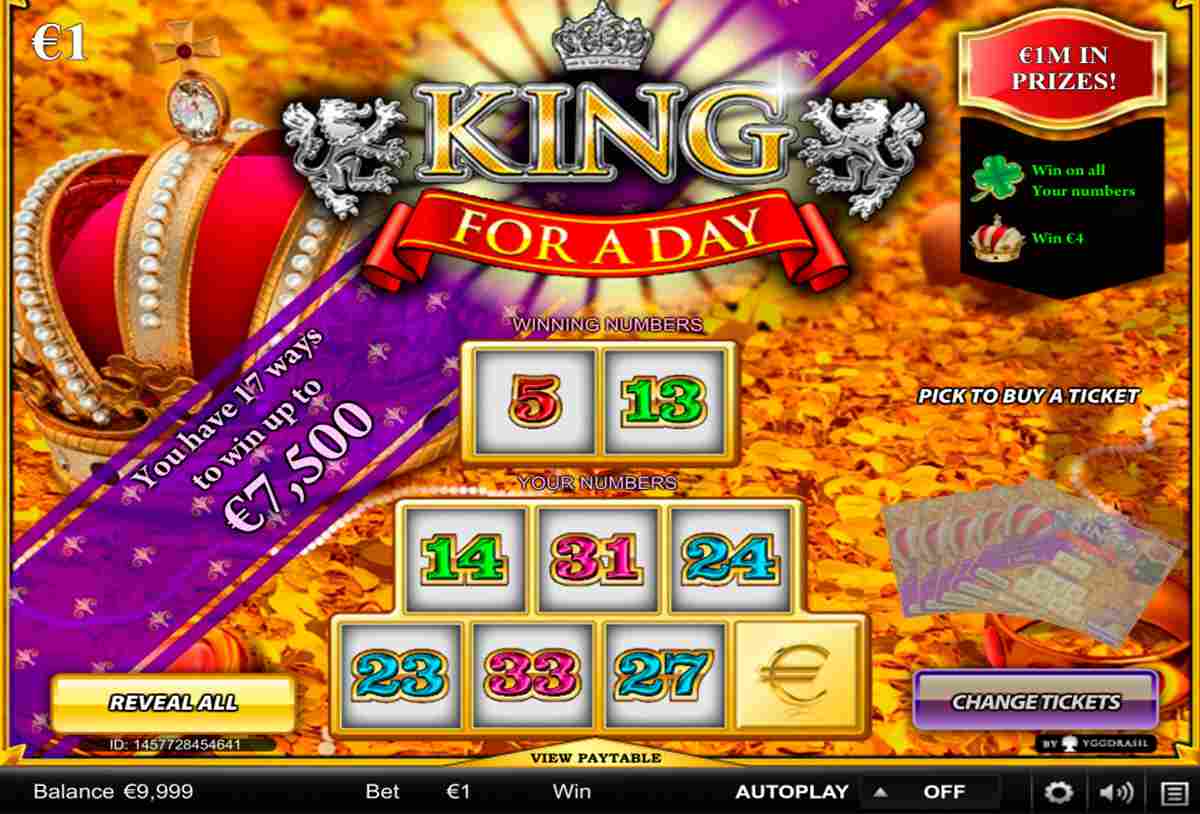 €1
€1M IN
PRIZES!
KING
FOR A DAY
Win on all
Your numbers
Win €4
WINNING NUMBERS
5 13
You have 17 ways
to win up to
€7,500
PICK TO BUY A TICKET
YOUR NUMBERS
14 31 24
23 33 27 €
REVEAL ALL
CHANGE TICKETS
ID: 1457728454641
BY YGGDRASIL
VIEW PAYTABLE
Balance €9,999 Bet €1 Win AUTOPLAY OFF